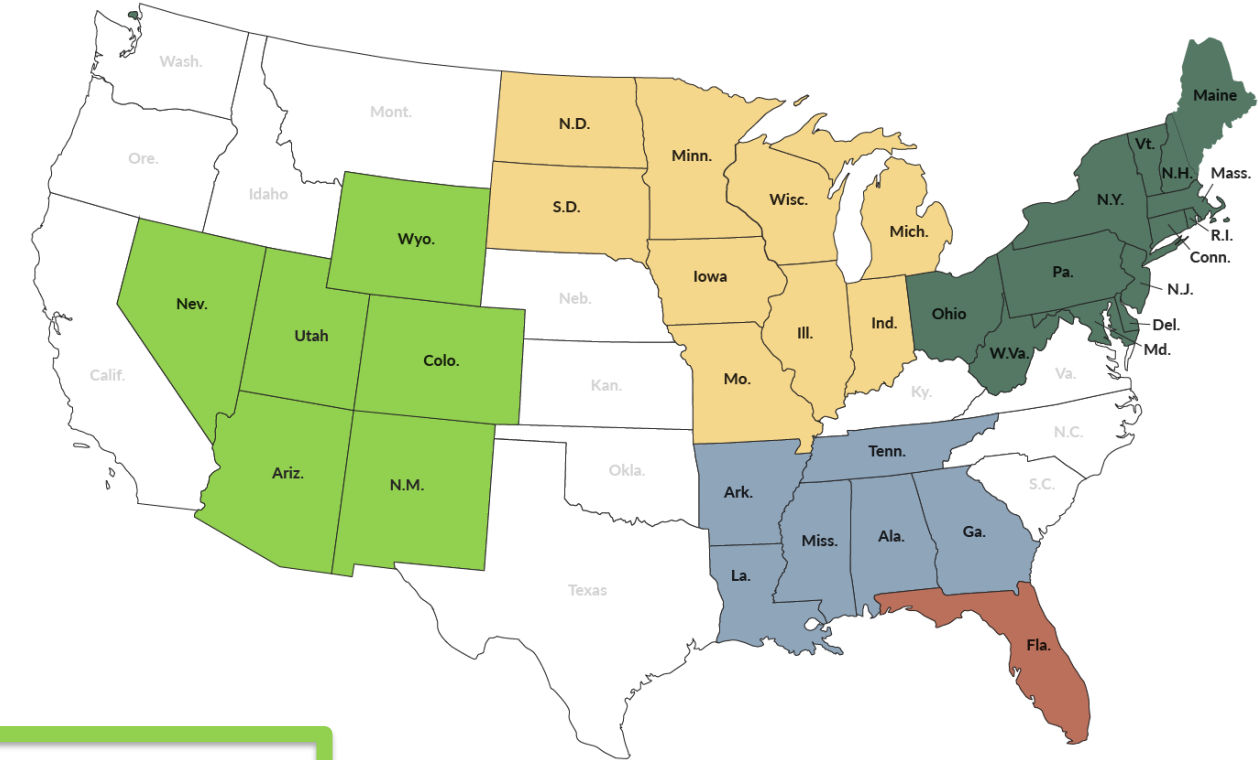 Wash.
Mont.
Ore.
Idaho
N.D.
Minn.
Maine
Vt.
N.H.
Mass.
N.Y.
R.I.
Conn.
S.D.
Wisc.
Mich.
Wyo.
Nev.
Utah
Colo.
Neb.
Iowa
Pa.
N.J.
Ohio
Del.
Md.
Ill.
Ind.
W.Va.
Calif.
Kan.
Mo.
Ky.
Va.
N.C.
Ariz.
N.M.
Okla.
Tenn.
S.C.
Ark.
Miss.
Ala.
Ga.
La.
Texas
Fla.